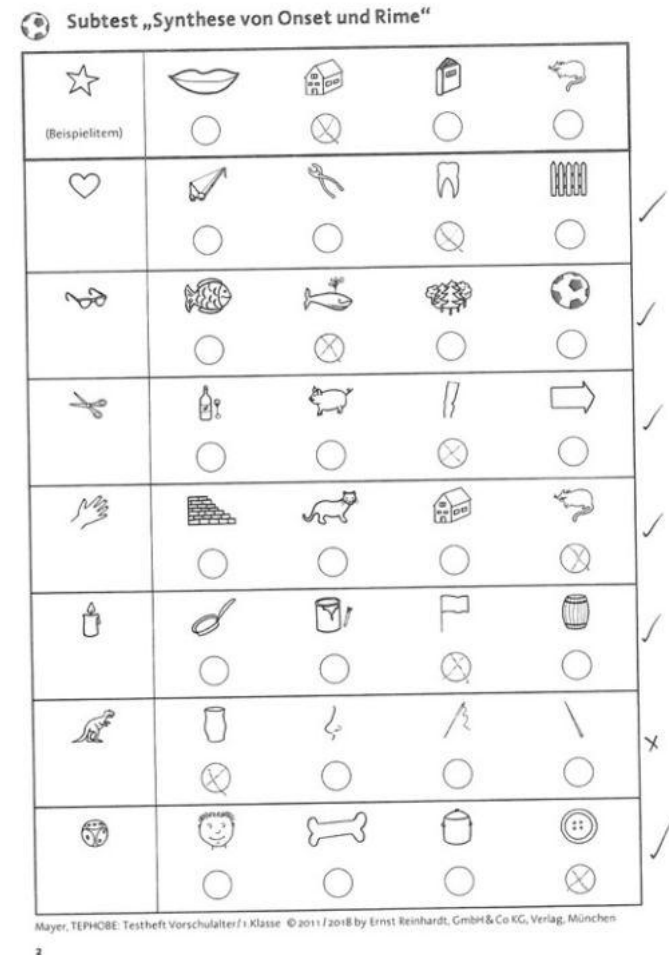 Subtest „Synthese von Onset und Rime“
(Beispielitem)
Mayer, TEPHOBE: Testheft Vorschulalter/1.Klasse © 2011 / 2018 by Ernst Reinhardt, GmbH & Co KG, Verlag, München
2